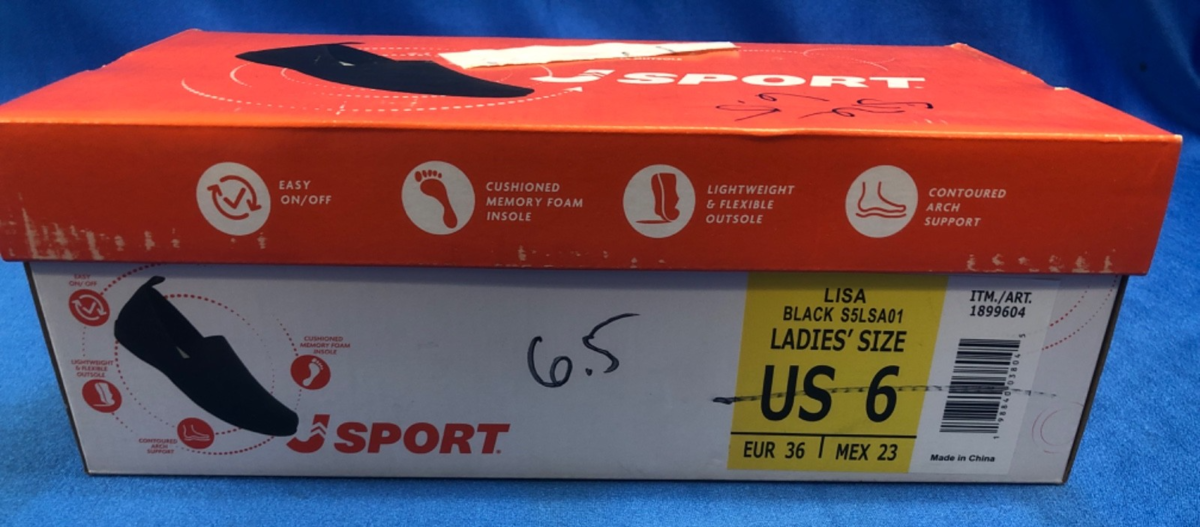 J SPORT
EASY
ON/OFF
CUSHIONED
MEMORY FOAM
INSOLE
LIGHTWEIGHT
& FLEXIBLE
OUTSOLE
CONTOURED
ARCH
SUPPORT
EASY
ON/ OFF
LIGHTWEIGHT
& FLEXIBLE
OUTSOLE
CONTOURED
ARCH
SUPPORT
CUSHIONED
MEMORY FOAM
INSOLE
J SPORT
6.5
LISA
BLACK S5LSA01
LADIES' SIZE
US 6
EUR 36 | MEX 23
ITM./ART.
1899604
Made in China